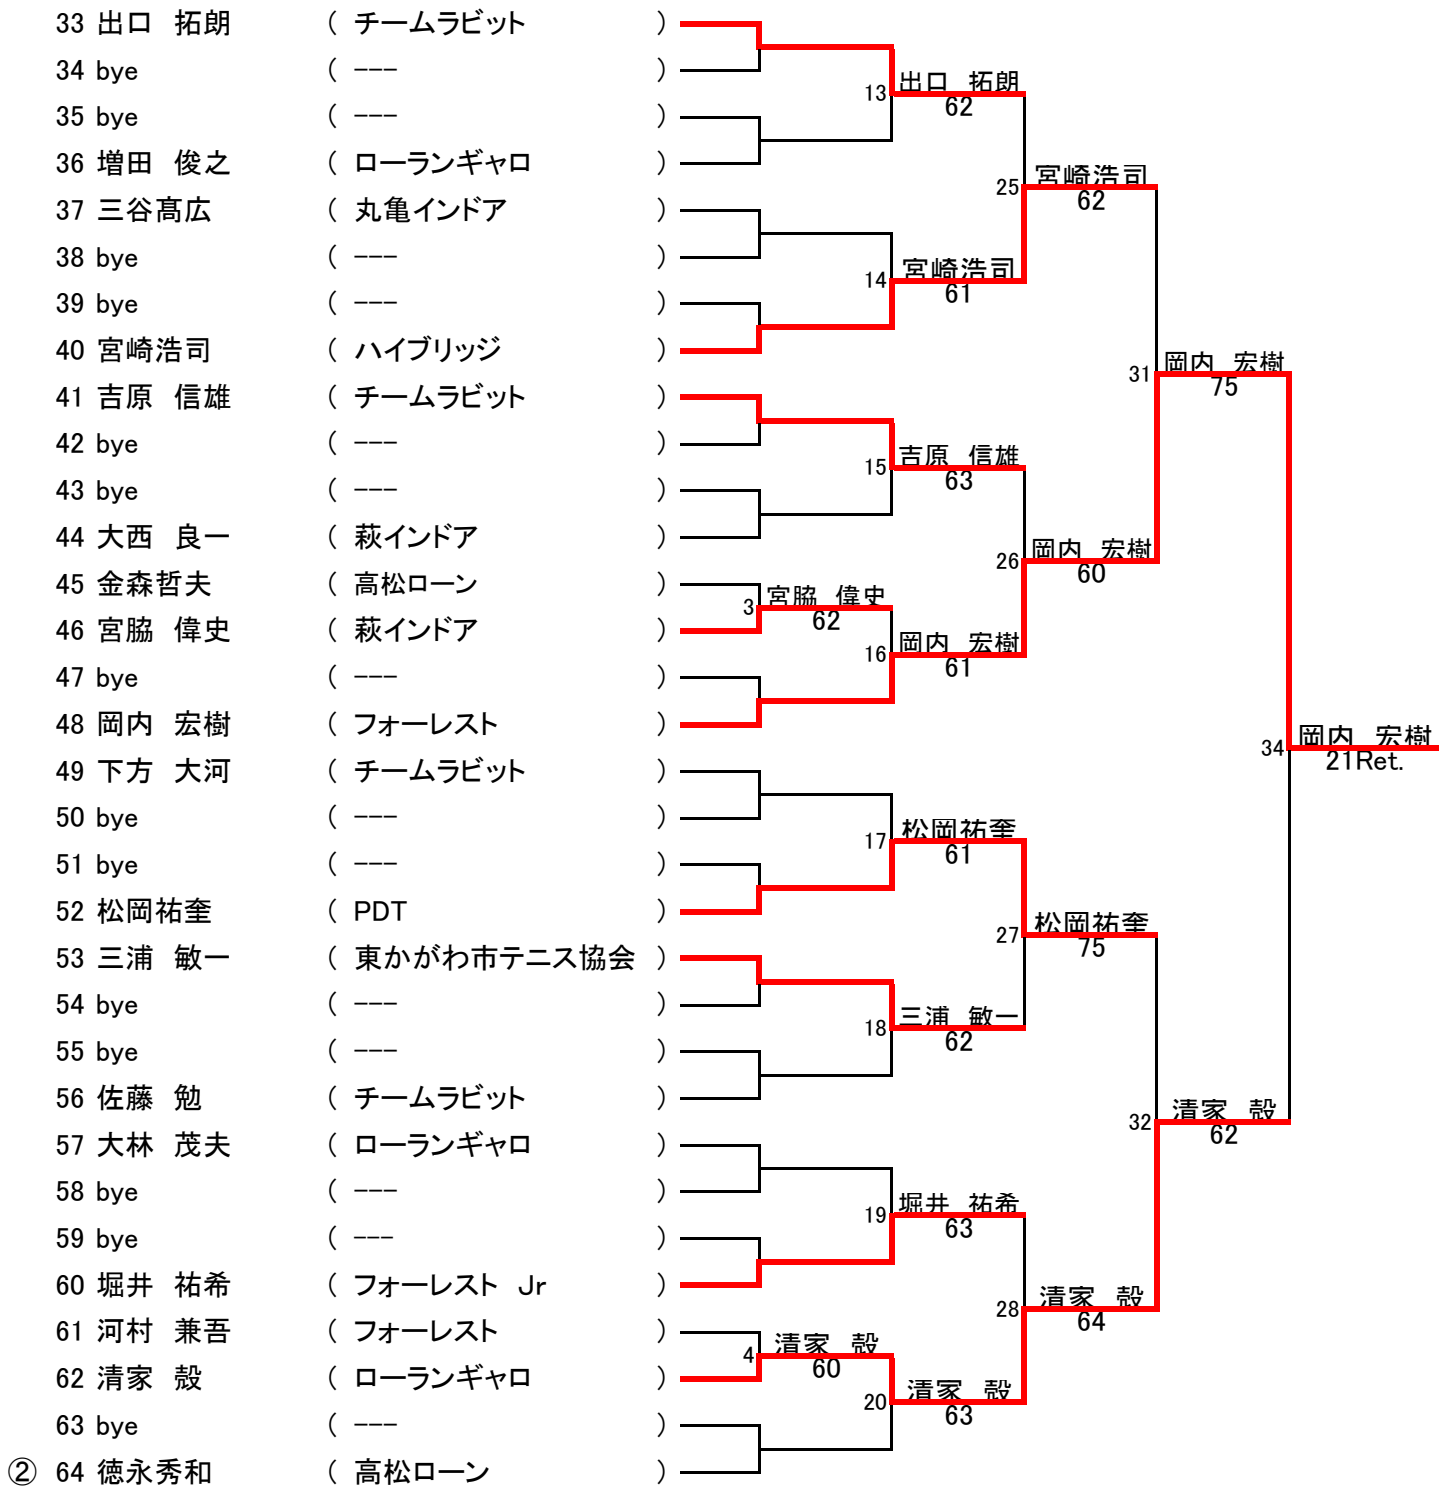 33 出口　拓朗 ( チームラビット )
34 bye ( --- )
13 出口　拓朗
62
35 bye ( --- )
36 増田　俊之 ( ローランギャロ )
25 宮崎浩司
62
37 三谷髙広 ( 丸亀インドア )
38 bye ( --- )
14 宮崎浩司
61
39 bye ( --- )
40 宮崎浩司 ( ハイブリッジ )
31 岡内　宏樹
75
41 吉原　信雄 ( チームラビット )
42 bye ( --- )
15 吉原　信雄
63
43 bye ( --- )
44 大西　良一 ( 萩インドア )
26 岡内　宏樹
60
45 金森哲夫 ( 高松ローン )
3 宮脇　偉史
62
46 宮脇　偉史 ( 萩インドア )
16 岡内　宏樹
61
47 bye ( --- )
48 岡内　宏樹 ( フォーレスト )
34 岡内　宏樹
21Ret.
49 下方　大河 ( チームラビット )
50 bye ( --- )
17 松岡祐奎
61
51 bye ( --- )
52 松岡祐奎 ( PDT )
27 松岡祐奎
75
53 三浦　敏一 ( 東かがわ市テニス協会 )
54 bye ( --- )
18 三浦　敏一
62
55 bye ( --- )
56 佐藤　勉 ( チームラビット )
32 清家　殻
62
57 大林　茂夫 ( ローランギャロ )
58 bye ( --- )
19 堀井　祐希
63
59 bye ( --- )
60 堀井　祐希 ( フォーレスト　Jr )
28 清家　殻
64
61 河村　兼吾 ( フォーレスト )
4 清家　殻
60
62 清家　殻 ( ローランギャロ )
20 清家　殻
63
63 bye ( --- )
② 64 徳永秀和 ( 高松ローン )